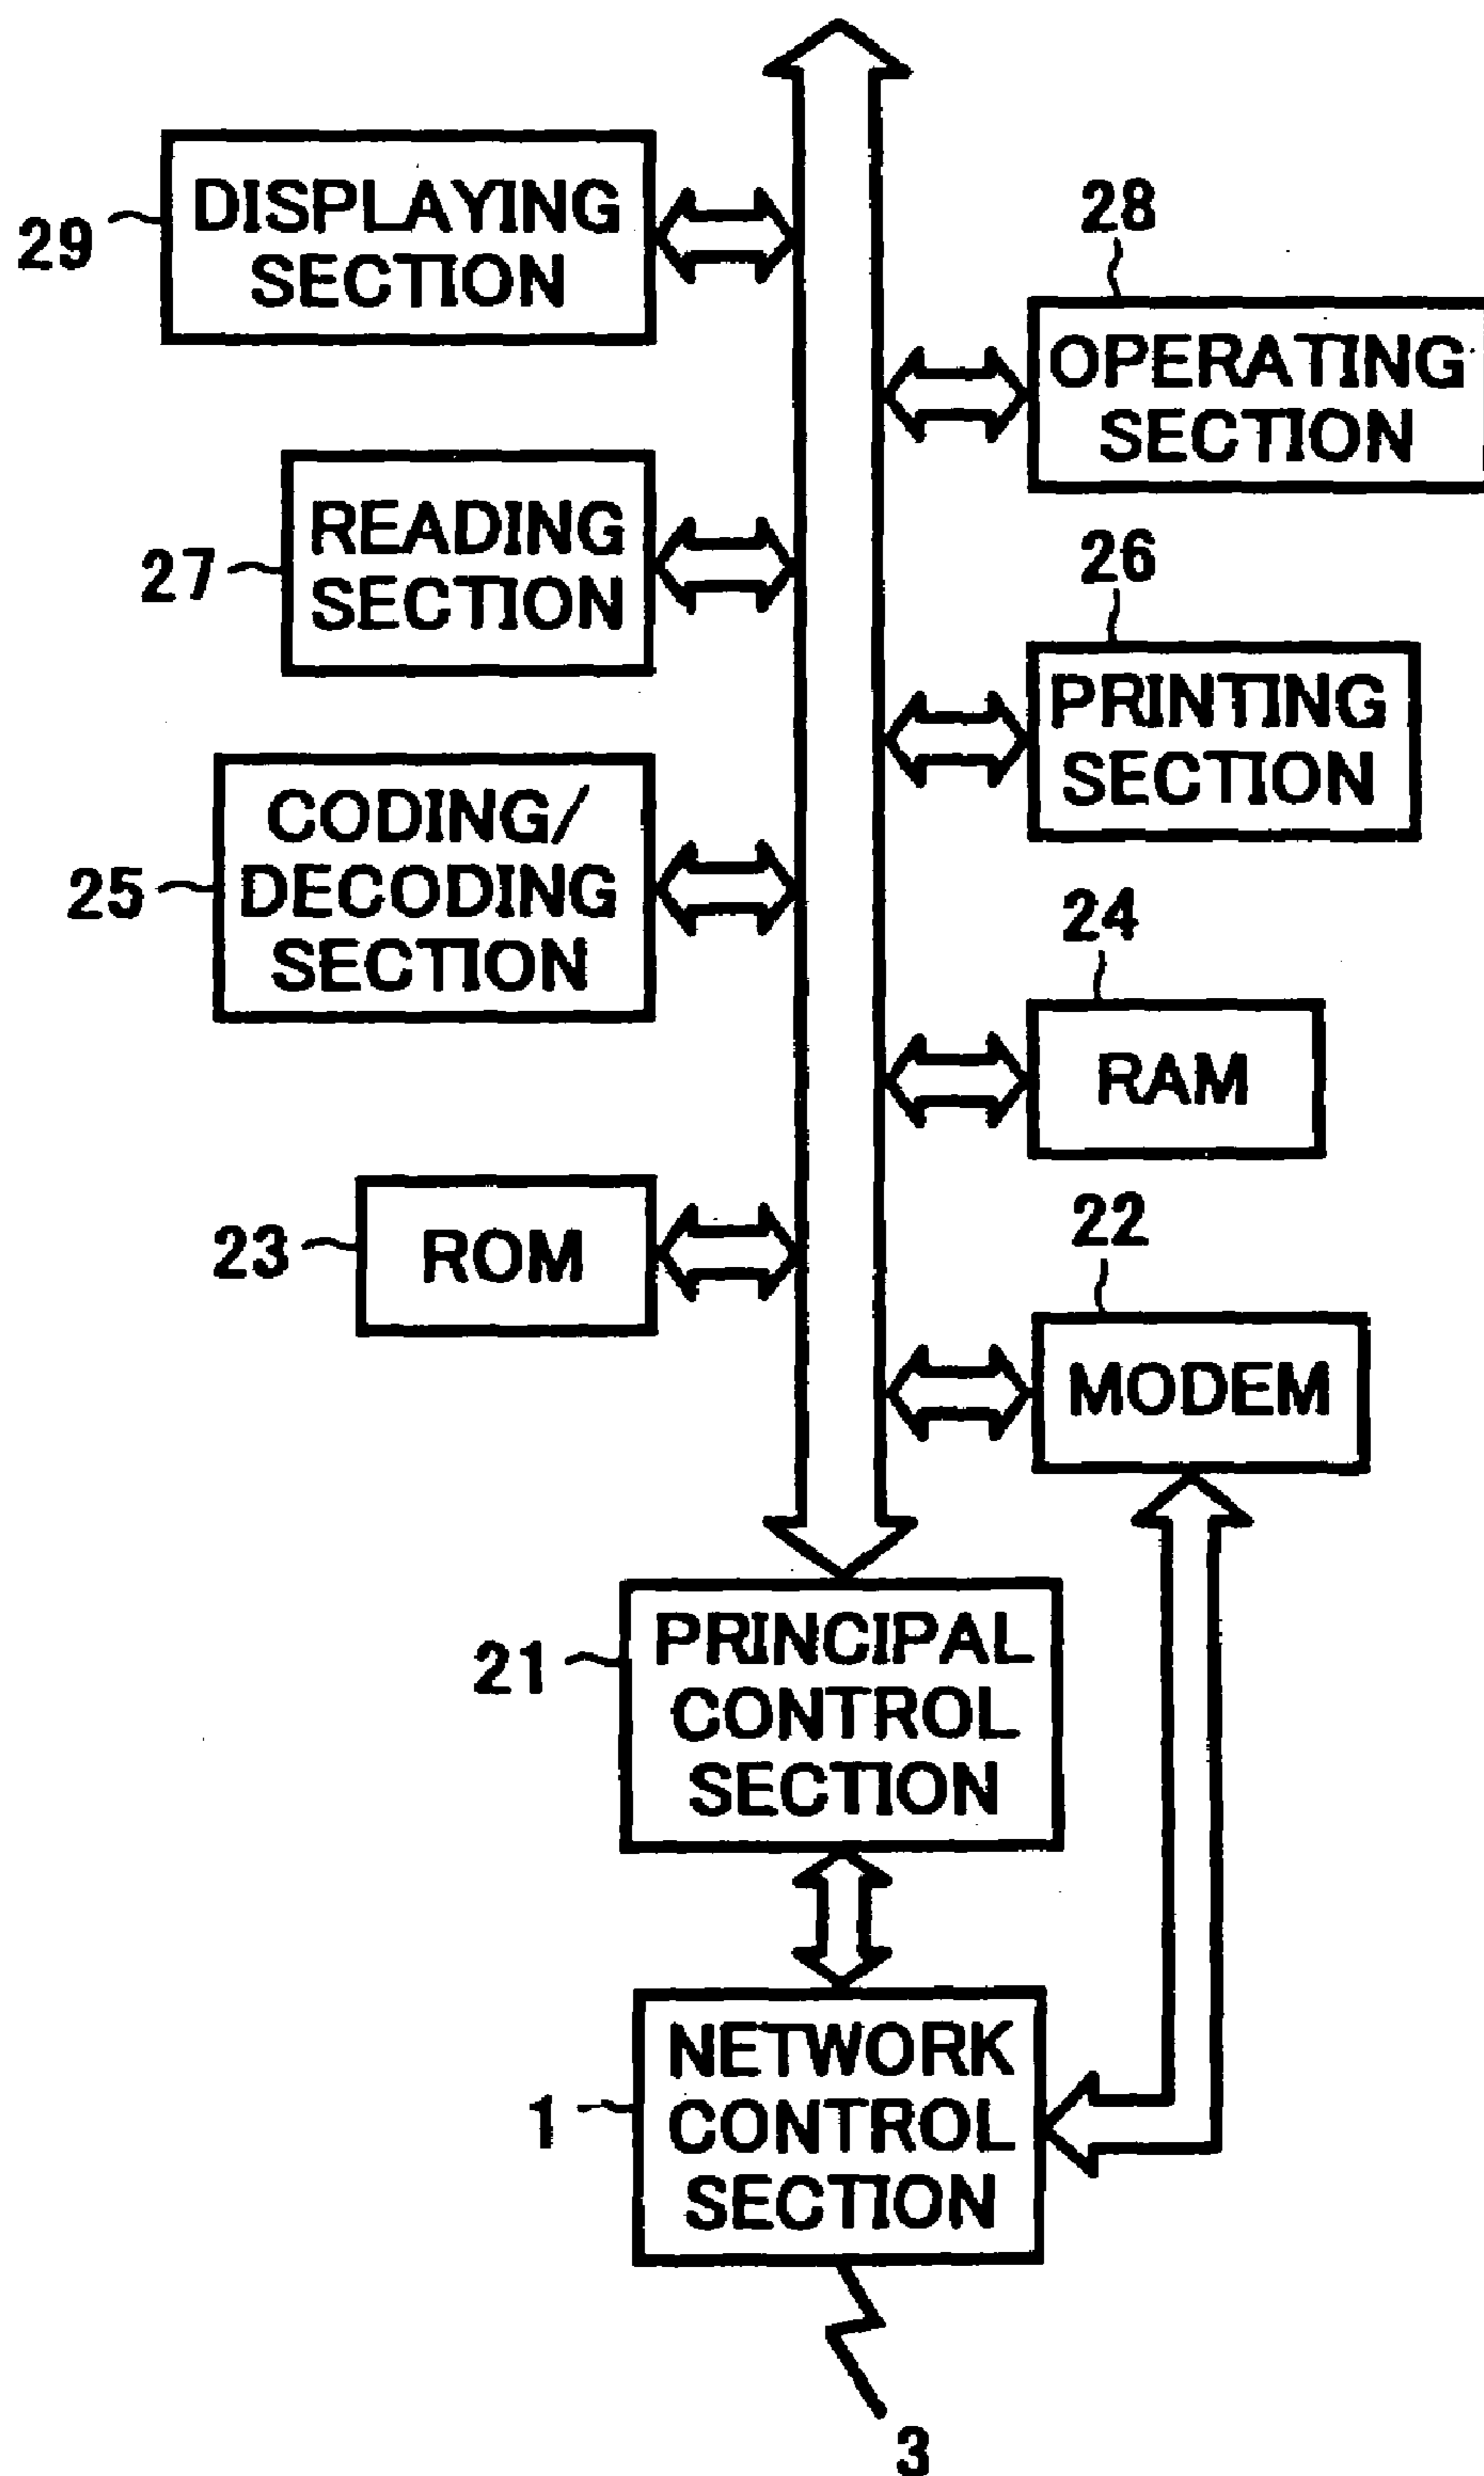 29
DISPLAYING
SECTION
28
OPERATING
SECTION
27
READING
SECTION
26
PRINTING
SECTION
25
CODING/
DECODING
SECTION
24
RAM
23
ROM
22
MODEM
21
PRINCIPAL
CONTROL
SECTION
1
NETWORK
CONTROL
SECTION
3